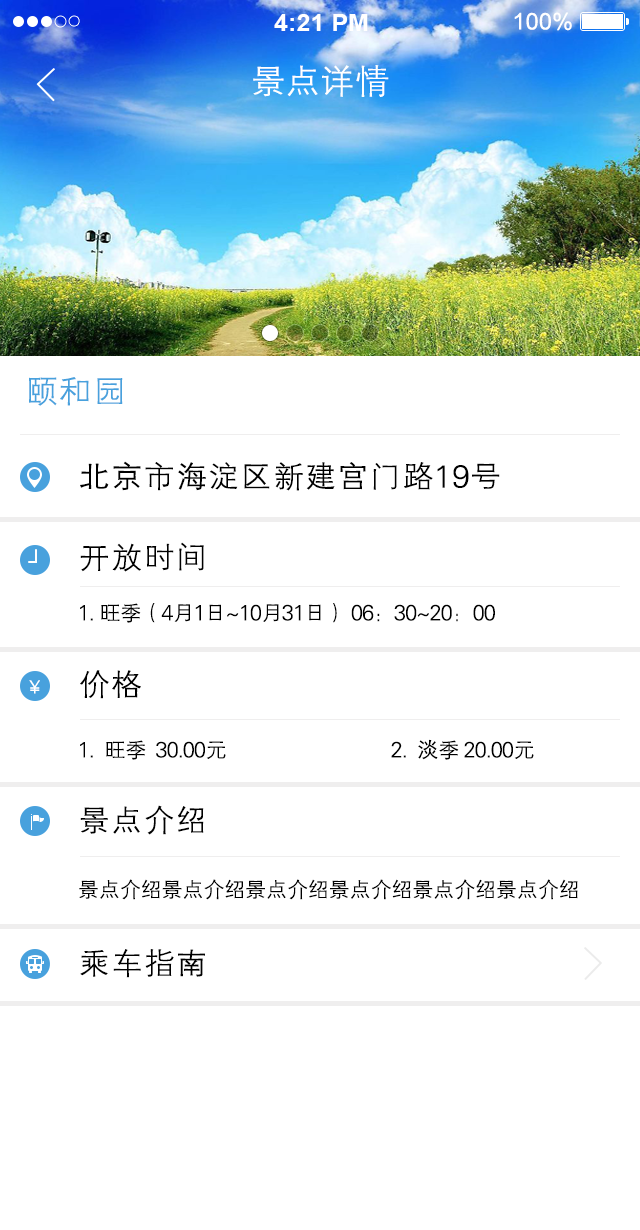 4:21 PM 100%
景点详情
颐和园
北京市海淀区新建宫门路19号
开放时间
1. 旺季（4月1日~10月31日）06：30~20：00
¥ 价格
1. 旺季 30.00元 2. 淡季 20.00元
景点介绍
景点介绍景点介绍景点介绍景点介绍景点介绍景点介绍
乘车指南